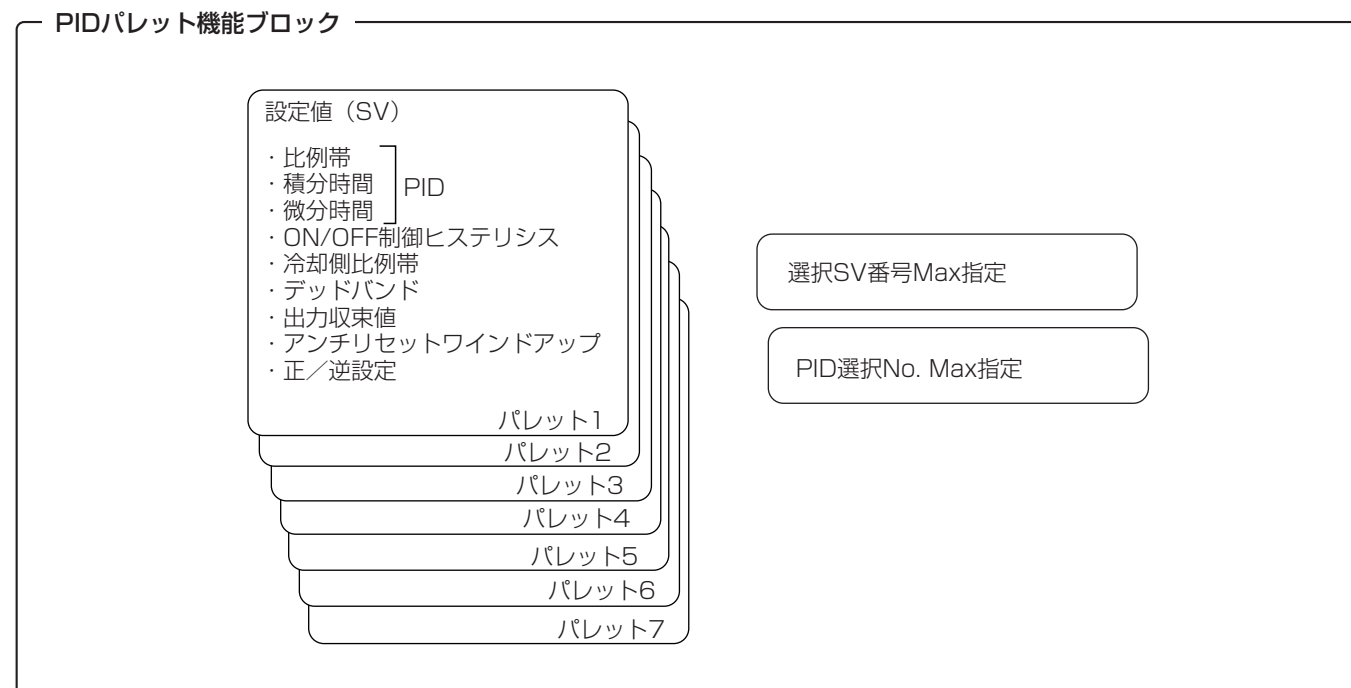 PIDパレット機能ブロック
設定値（SV）
・比例帯
・積分時間
・微分時間
PID
・ON/OFF制御ヒステリシス
・冷却側比例帯
・デッドバンド
・出力収束値
・アンチリセットワインドアップ
・正／逆設定
パレット1
パレット2
パレット3
パレット4
パレット5
パレット6
パレット7
選択SV番号Max指定
PID選択No. Max指定